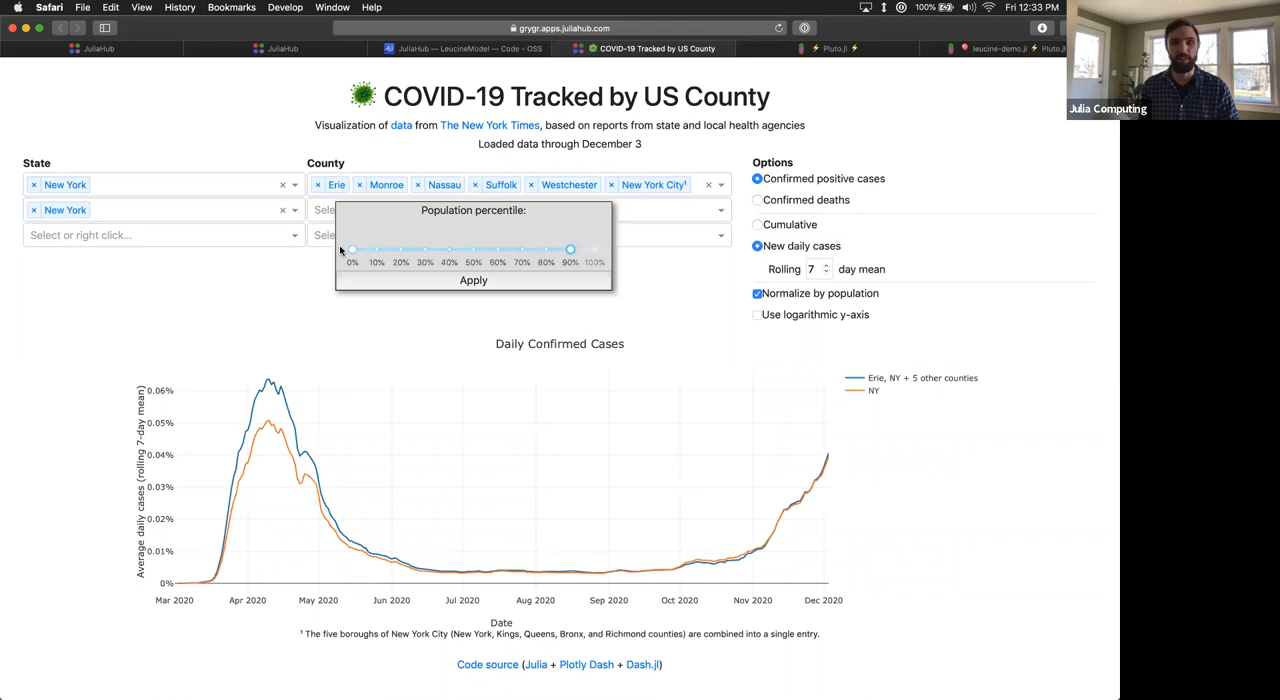 Safari File Edit View History Bookmarks Develop Window Help 100% Fri 12:33 PM
grygr.apps.juliahub.com
JuliaHub JuliaHub JuliaHub — LeucineModel — Code - OSS COVID-19 Tracked by US County Pluto.jl leucine-demo.jl Pluto.jl
Julia Computing
COVID-19 Tracked by US County
Visualization of data from The New York Times, based on reports from state and local health agencies
Loaded data through December 3
State County Options
× New York × ▾ × Erie × Monroe × Nassau × Suffolk × Westchester × New York City¹ × ▾
× New York × ▾ Sele
Select or right click... Sele
Population percentile:
0% 10% 20% 30% 40% 50% 60% 70% 80% 90% 100%
Apply
Confirmed positive cases
Confirmed deaths
Cumulative
New daily cases
Rolling 7 day mean
Normalize by population
Use logarithmic y-axis
Daily Confirmed Cases
Erie, NY + 5 other counties
NY
Average daily cases (rolling 7-day mean)
0.06%
0.05%
0.04%
0.03%
0.02%
0.01%
0%
Mar 2020 Apr 2020 May 2020 Jun 2020 Jul 2020 Aug 2020 Sep 2020 Oct 2020 Nov 2020 Dec 2020
Date
¹ The five boroughs of New York City (New York, Kings, Queens, Bronx, and Richmond counties) are combined into a single entry.
Code source (Julia + Plotly Dash + Dash.jl)